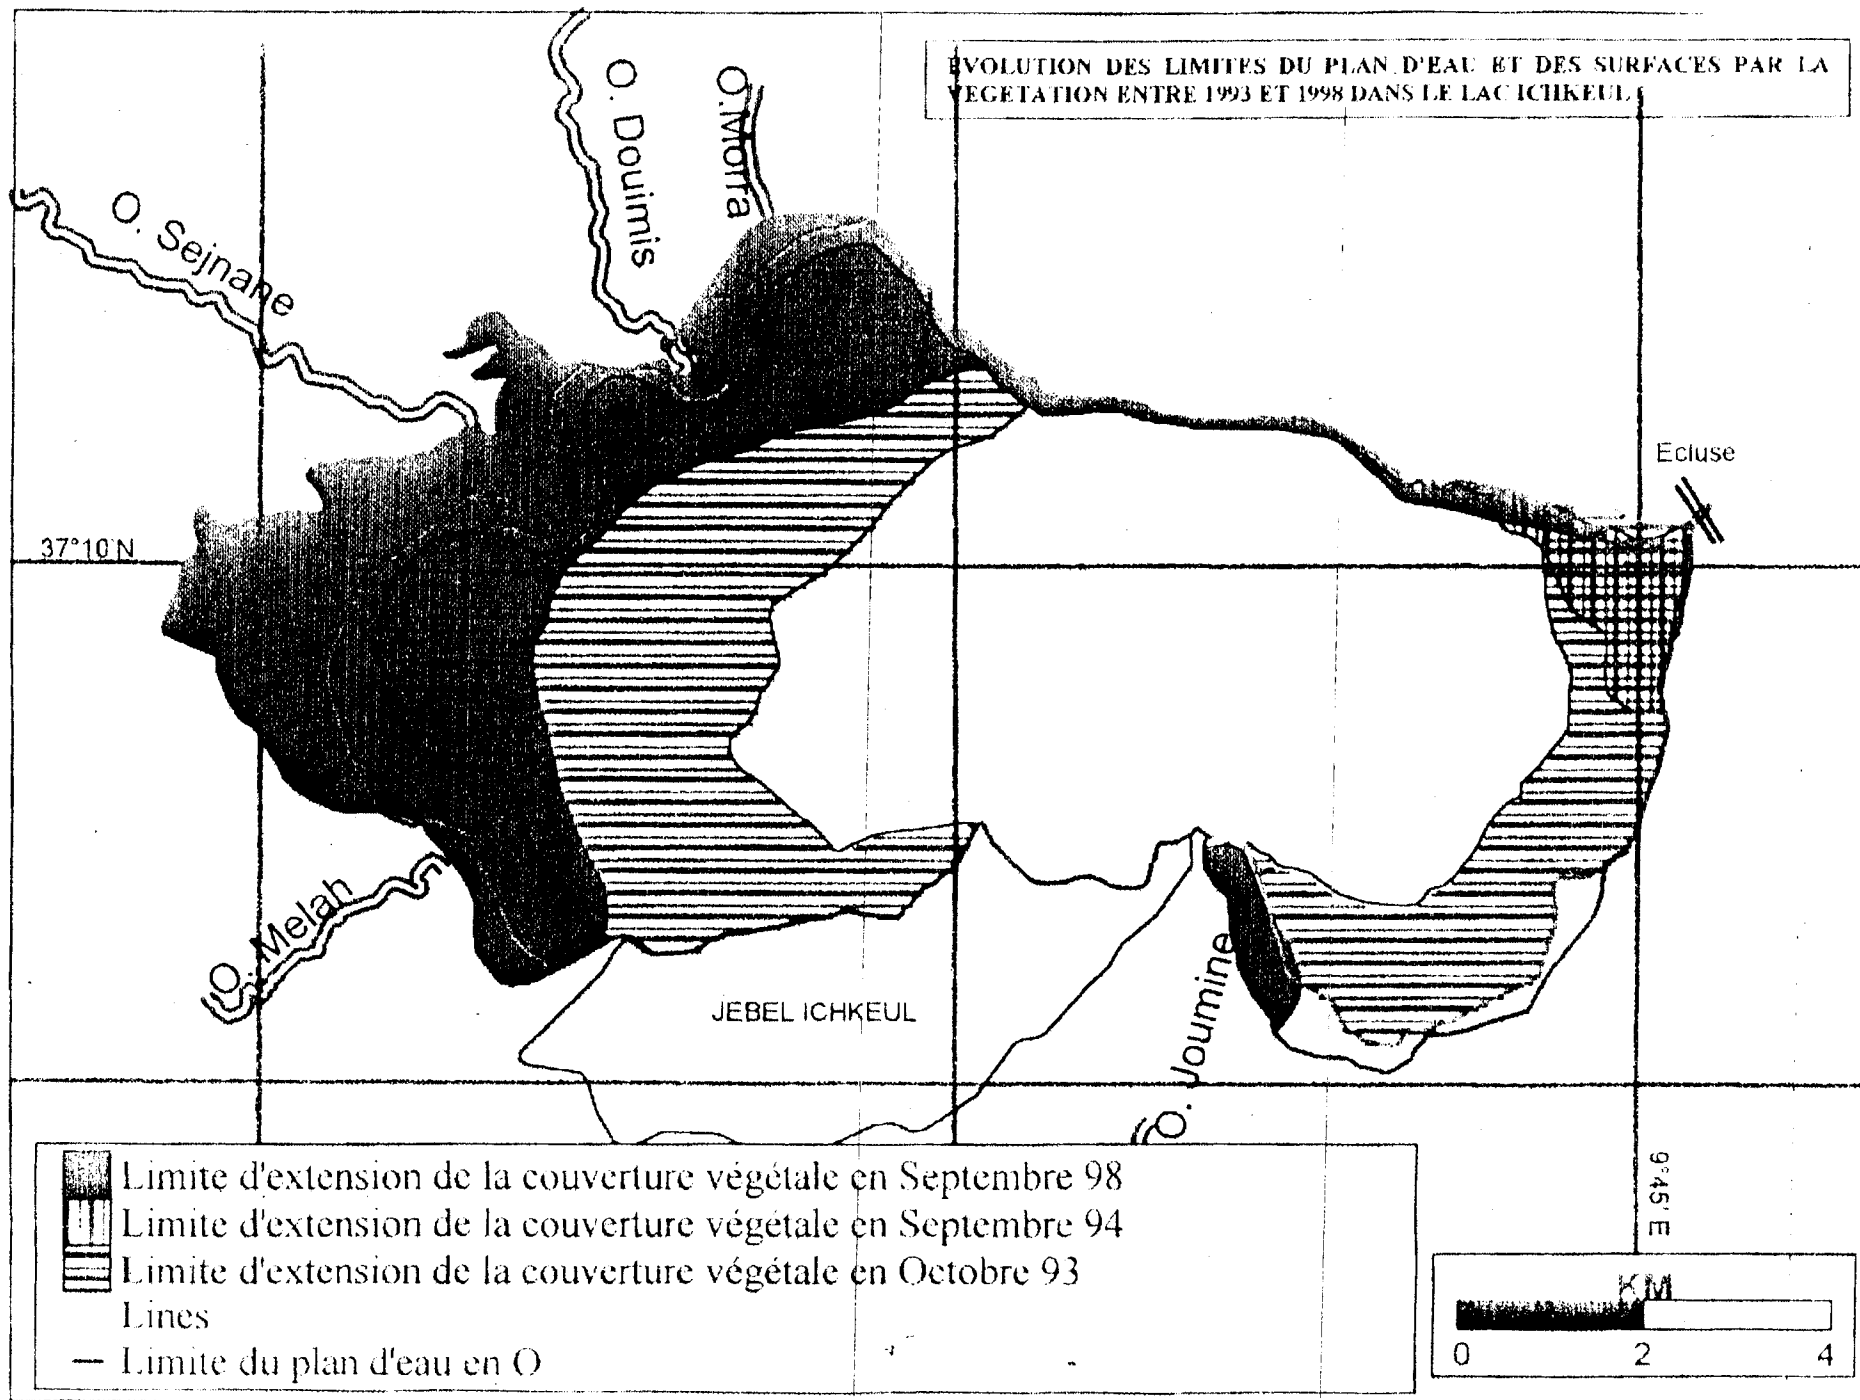 EVOLUTION DES LIMITES DU PLAN D'EAU ET DES SURFACES PAR LA
VEGETATION ENTRE 1993 ET 1998 DANS LE LAC ICHKEUL
O. Douimis
O. Morra
O. Sejnane
Ecluse
37°10'N
O. Melah
JEBEL ICHKEUL
O. Joumine
9°45' E
Limite d'extension de la couverture végétale en Septembre 98
Limite d'extension de la couverture végétale en Septembre 94
Limite d'extension de la couverture végétale en Octobre 93
Lines
Limite du plan d'eau en O
KM
0 2 4